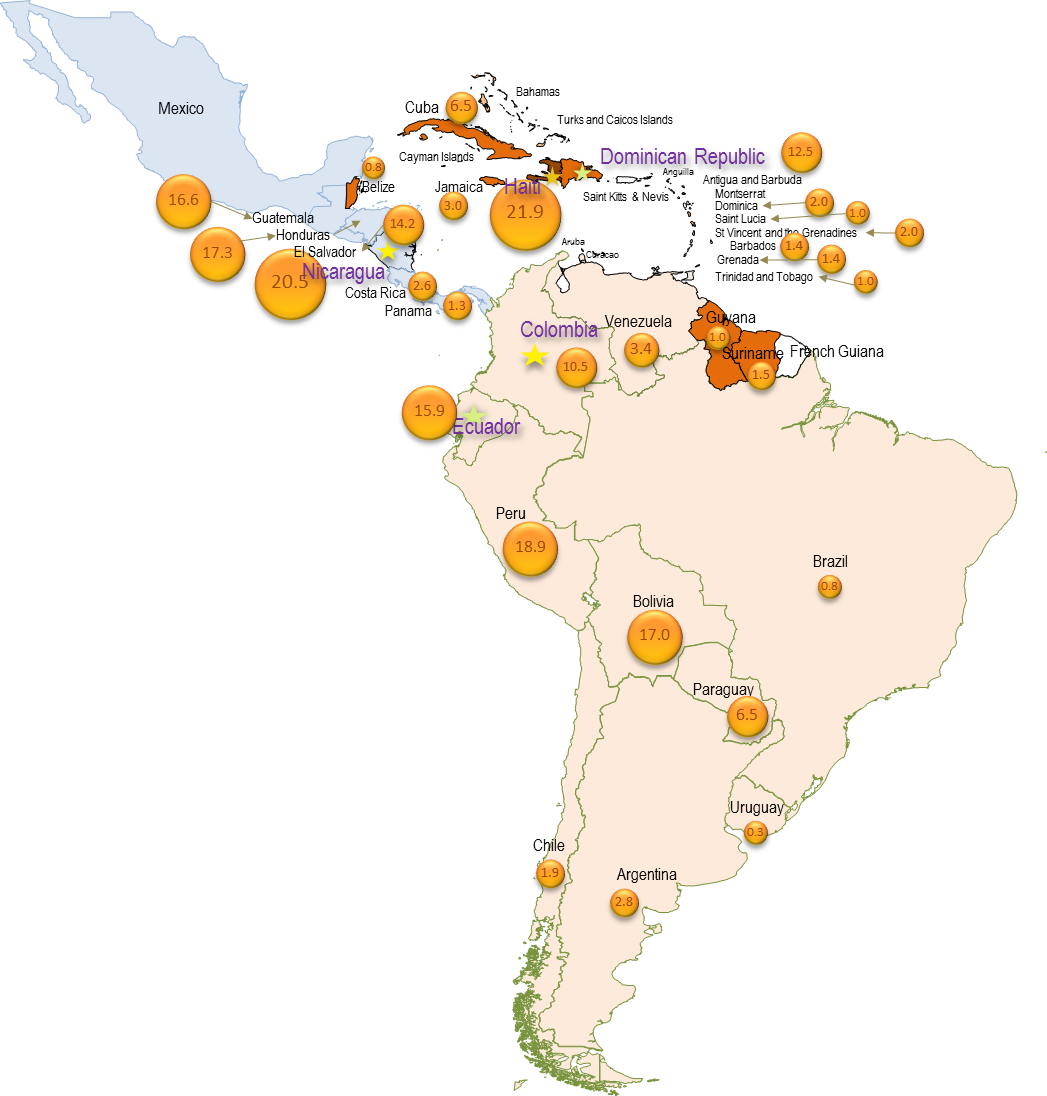 Bahamas
Cuba
6.5
Mexico
Turks and Caicos Islands
Cayman Islands
Dominican Republic
12.5
0.8
Belize
Jamaica
Haiti
Anguilla
Antigua and Barbuda
Saint Kitts & Nevis
Montserrat
16.6
3.0
21.9
Dominica
2.0
Guatemala
Saint Lucia
1.0
14.2
Honduras
St Vincent and the Grenadines
2.0
17.3
El Salvador
Aruba
Curacao
Barbados
1.4
Grenada
1.4
Nicaragua
20.5
Trinidad and Tobago
1.0
Costa Rica
2.6
Panama
1.3
Guyana
Venezuela
Colombia
1.0
3.4
Suriname
French Guiana
10.5
1.5
15.9
Ecuador
Peru
18.9
Brazil
0.8
Bolivia
17.0
Paraguay
6.5
Uruguay
0.3
Chile
1.9
Argentina
2.8